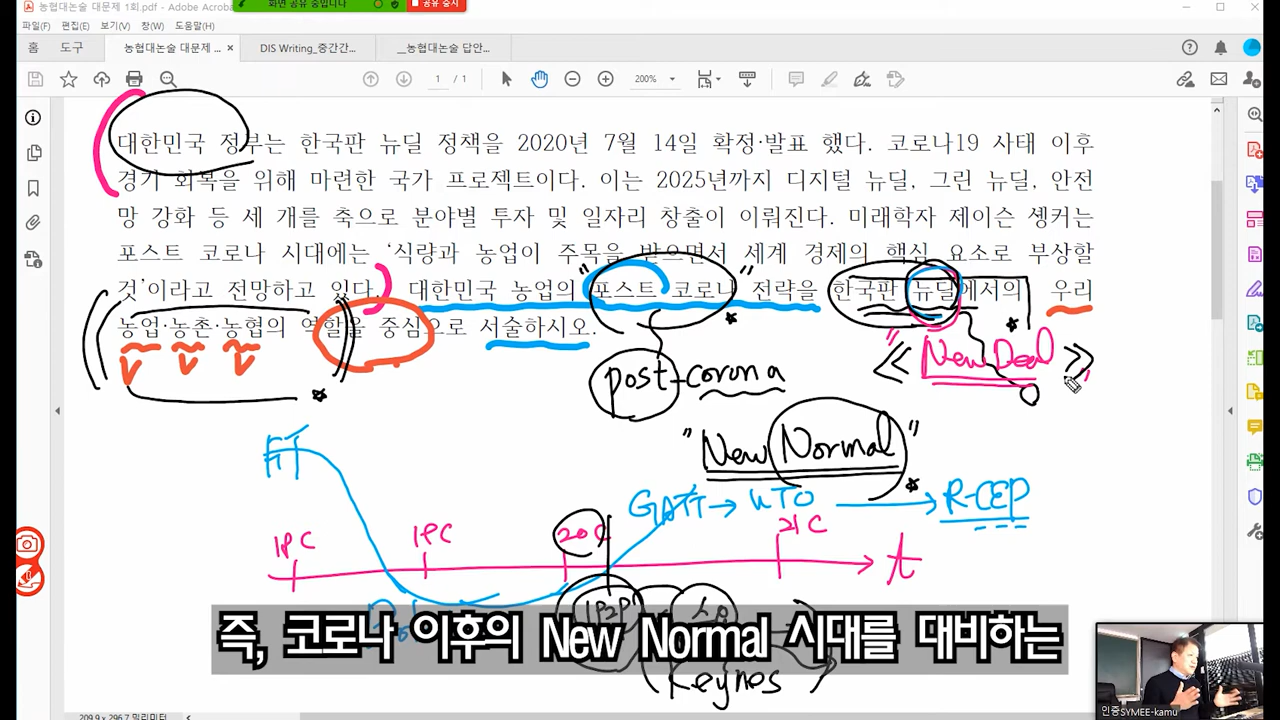 농협대논술 대문제 1회.pdf - Adobe Acroba
화면 공유 중입니다
공유 중지
파일(F) 편집(E) 보기(V) 창(W) 도움말(H)
홈 도구 농협대논술 대문제 ... × DIS Writing_중간간... __농협대논술 답안...
1 / 1 200%
대한민국 정부는 한국판 뉴딜 정책을 2020년 7월 14일 확정·발표 했다. 코로나19 사태 이후
경기 회복을 위해 마련한 국가 프로젝트이다. 이는 2025년까지 디지털 뉴딜, 그린 뉴딜, 안전
망 강화 등 세 개를 축으로 분야별 투자 및 일자리 창출이 이뤄진다. 미래학자 제이슨 솅커는
포스트 코로나 시대에는 '식량과 농업이 주목을 받으면서 세계 경제의 핵심 요소로 부상할
것'이라고 전망하고 있다. 대한민국 농업의 포스트 코로나 전략을 한국판 뉴딜에서의 우리
농업·농촌·농협의 역할을 중심으로 서술하시오.
《 New Deal 》
post-corona
"New Normal"
GATT → WTO → R-CEP
18C 19C 20C 21C t
즉, 코로나 이후의 New Normal 시대를 대비하는
Keynes
인증SYMEE-kamu
209.9 x 296.7 밀리미터